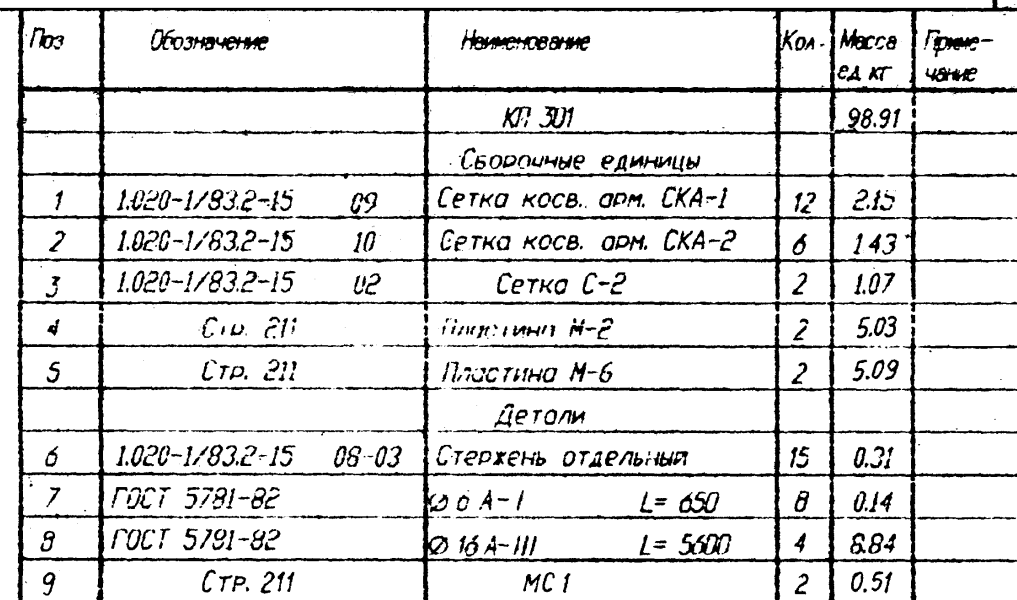 Поз Обозначение Наименование Кол. Масса ед. кг Приме-чание
КП 301 98.91
Сборочные единицы
1 1.020-1/83.2-15 09 Сетка косв. арм. СКА-1 12 2.15
2 1.020-1/83.2-15 10 Сетка косв. арм. СКА-2 6 1.43
3 1.020-1/83.2-15 02 Сетка С-2 2 1.07
4 Стр. 211 Пластина М-2 2 5.03
5 Стр. 211 Пластина М-6 2 5.09
Детали
6 1.020-1/83.2-15 08-03 Стержень отдельный 15 0.31
7 ГОСТ 5781-82 ∅ 6 А-I L= 650 8 0.14
8 ГОСТ 5781-82 ∅ 16 А-III L= 5600 4 8.84
9 Стр. 211 МС 1 2 0.51